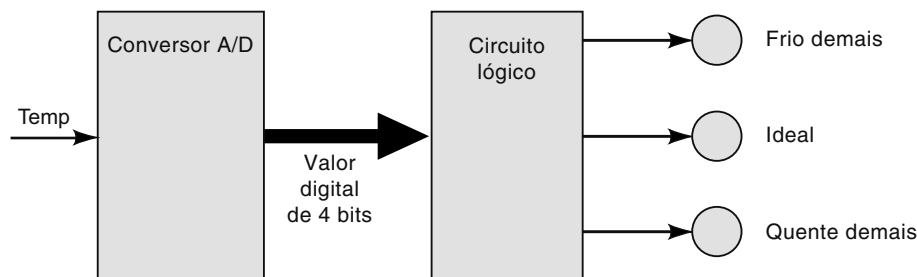 Conversor A/D
Temp
Valor
digital
de 4 bits
Circuito
lógico
Frio demais
Ideal
Quente demais